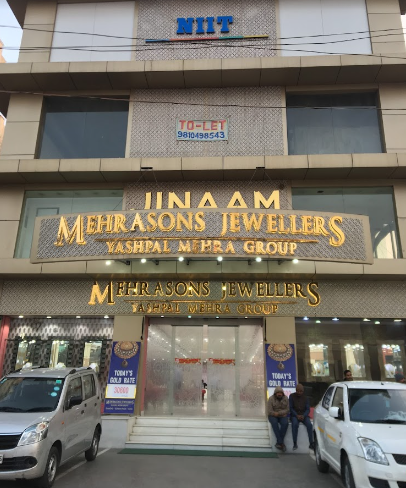 NIIT
TO-LET
9810498543
JINAAM
MEHRASONS JEWELLERS
YASHPAL MEHRA GROUP
MEHRASONS JEWELLERS
YASHPAL MEHRA GROUP
TODAY'S
GOLD RATE
TODAY'S
GOLD RATE